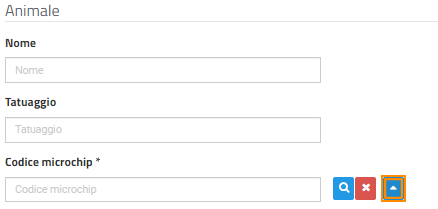 Animale
Nome
Nome
Tatuaggio
Tatuaggio
Codice microchip *
Codice microchip